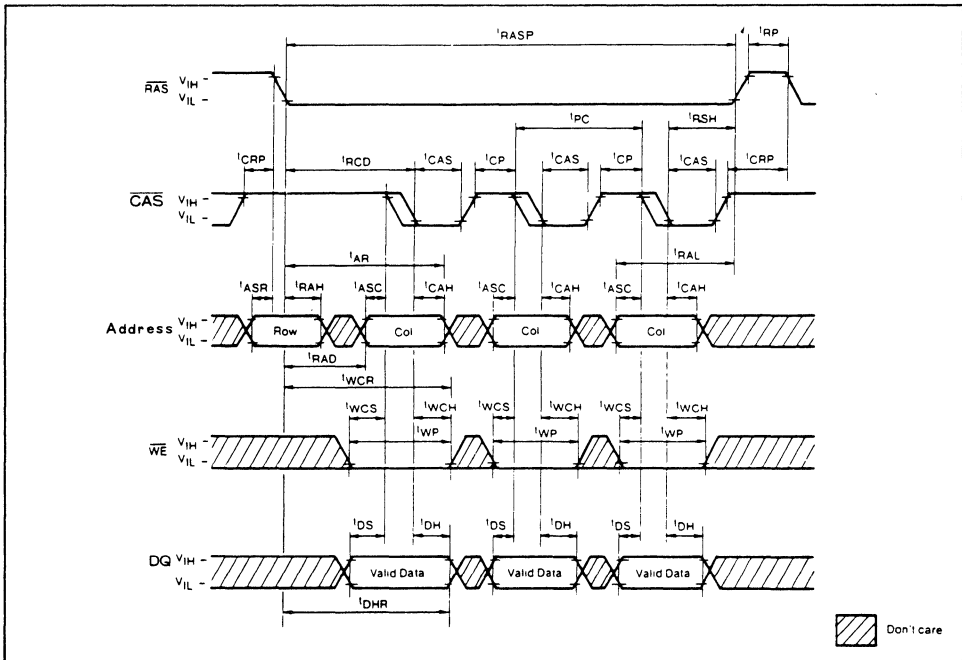 tRASP tRP
RAS VIH –
VIL –
tPC tRSH
tCRP tRCD tCAS tCP tCAS tCP tCAS tCRP
CAS VIH –
VIL –
tAR tRAL
tASR tRAH tASC tCAH tASC tCAH tASC tCAH
Address VIH –
VIL –
Row Col Col Col
tRAD
tWCR
tWCS tWCH tWCS tWCH tWCS tWCH
tWP tWP tWP
WE VIH –
VIL –
tDS tDH tDS tDH tDS tDH
DQ VIH –
VIL –
Valid Data Valid Data Valid Data
tDHR
Don't care